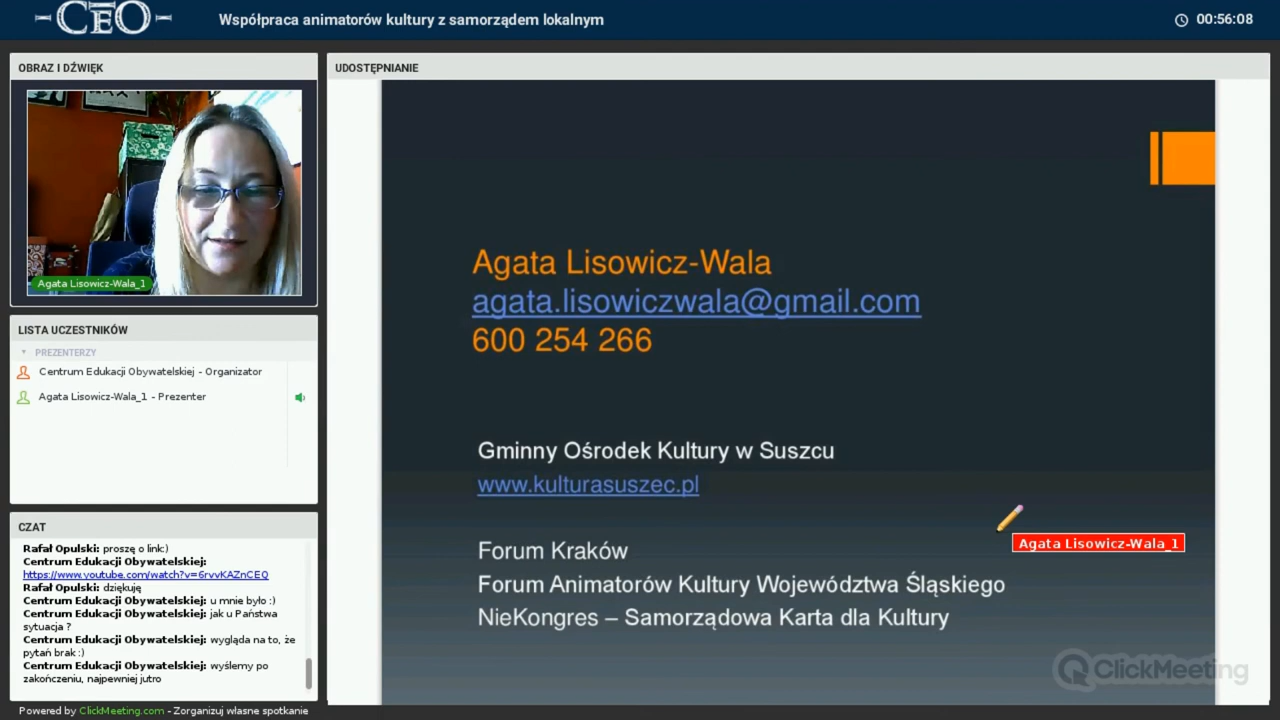 CEO
Współpraca animatorów kultury z samorządem lokalnym
00:56:08
OBRAZ I DŹWIĘK
Agata Lisowicz-Wala_1
LISTA UCZESTNIKÓW
PREZENTERZY
Centrum Edukacji Obywatelskiej - Organizator
Agata Lisowicz-Wala_1 - Prezenter
CZAT
Rafał Opulski: proszę o link:)
Centrum Edukacji Obywatelskiej:
https://www.youtube.com/watch?v=6rvvKAZnCEQ
Rafał Opulski: dziękuję
Centrum Edukacji Obywatelskiej: u mnie było :)
Centrum Edukacji Obywatelskiej: jak u Państwa
sytuacja ?
Centrum Edukacji Obywatelskiej: wygląda na to, że
pytań brak :)
Centrum Edukacji Obywatelskiej: wyślemy po
zakończeniu, najpewniej jutro
Powered by ClickMeeting.com - Zorganizuj własne spotkanie
UDOSTĘPNIANIE
Agata Lisowicz-Wala
agata.lisowiczwala@gmail.com
600 254 266
Gminny Ośrodek Kultury w Suszcu
www.kulturasuszec.pl
Agata Lisowicz-Wala_1
Forum Kraków
Forum Animatorów Kultury Województwa Śląskiego
NieKongres – Samorządowa Karta dla Kultury
ClickMeeting